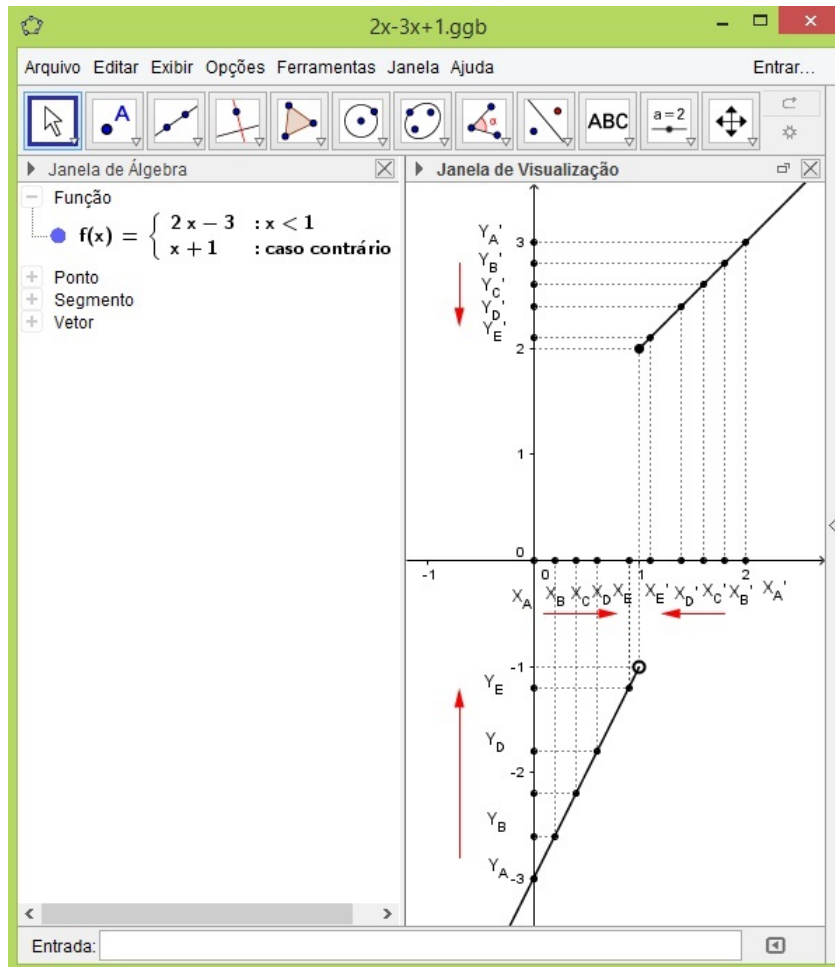 2x-3x+1.ggb
Arquivo Editar Exibir Opções Ferramentas Janela Ajuda Entrar...
A α ABC a=2
Janela de Álgebra
Função
f(x) = { 2 x − 3 : x < 1
x + 1 : caso contrário
Ponto
Segmento
Vetor
Janela de Visualização
Y_A'
3
Y_B'
Y_C'
Y_D'
Y_E'
2
1
0
-1 0 1 2
X_A X_B X_C X_D X_E X_E' X_D' X_C' X_B' X_A'
-1
Y_E
Y_D
-2
Y_B
Y_A -3
Entrada: